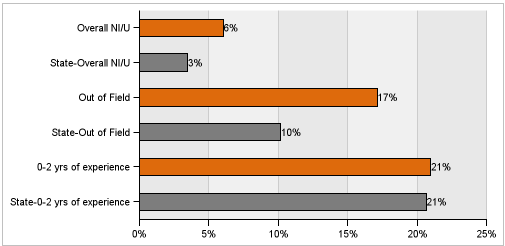 Overall NI/U 6%
State-Overall NI/U 3%
Out of Field 17%
State-Out of Field 10%
0-2 yrs of experience 21%
State-0-2 yrs of experience 21%
0% 5% 10% 15% 20% 25%